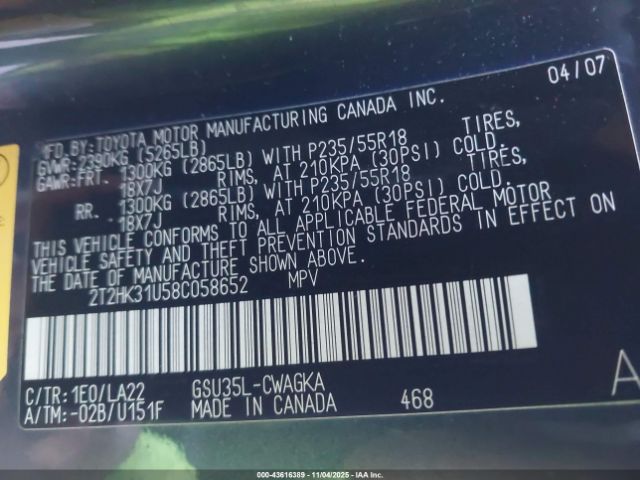 04/07
MFD.BY:TOYOTA MOTOR MANUFACTURING CANADA INC.
GVWR:2390KG (5265LB)
GAWR:FRT. 1300KG (2865LB) WITH P235/55R18 TIRES,
18X7J RIMS, AT 210KPA (30PSI) COLD.
RR. 1300KG (2865LB) WITH P235/55R18 TIRES,
18X7J RIMS, AT 210KPA (30PSI) COLD.
THIS VEHICLE CONFORMS TO ALL APPLICABLE FEDERAL MOTOR
VEHICLE SAFETY AND THEFT PREVENTION STANDARDS IN EFFECT ON
THE DATE OF MANUFACTURE SHOWN ABOVE.
2T2HK31U58C058652 MPV
C/TR:1E0/LA22 GSU35L-CWAGKA A
A/TM:-02B/U151F MADE IN CANADA 468
000-43616389 - 11/04/2025 - IAA Inc.